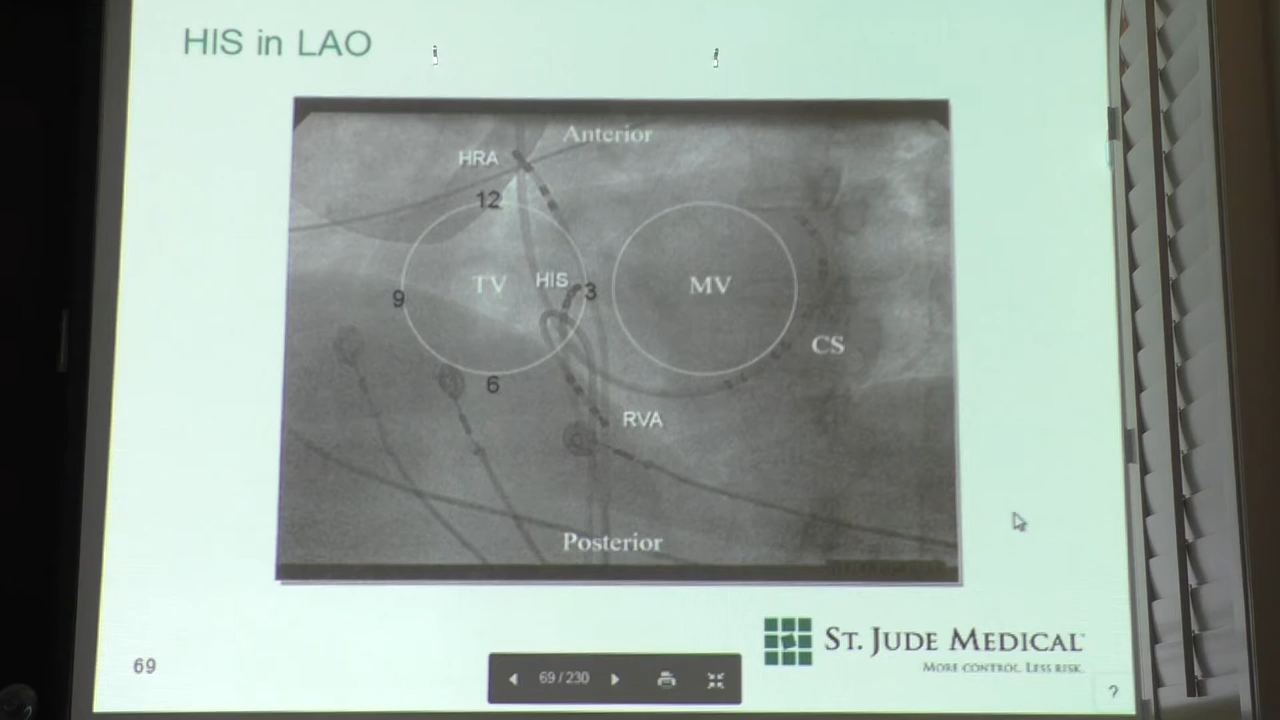 HIS in LAO
Anterior
HRA
12
TV
HIS
3
MV
9
CS
6
RVA
Posterior
ST. JUDE MEDICAL
MORE CONTROL. LESS RISK.
69
69 / 230
?